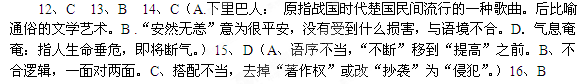 12、C  13、B  14、C（A.下里巴人： 原指战国时代楚国民间流行的一种歌曲。后比喻
通俗的文学艺术。B．“安然无恙”意为很平安，没有受到什么损害，与语境不合。D．气息奄
奄：指人生命垂危，即将断气。）15、D（A、语序不当，“不断”移到“提高”之前。B、不
合逻辑，一面对两面。C、搭配不当，去掉“著作权”或改“抄袭”为“侵犯”。）16、B